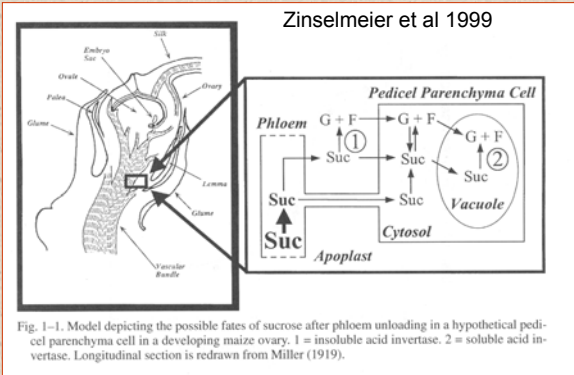 Zinselmeier et al 1999
Silk
Embryo
Sac
Ovule
Palea
Glume
Ovary
Lemma
Glume
Vascular
Bundle
Pedicel Parenchyma Cell
Phloem
G + F
G + F
G + F
1
2
Suc
Suc
Suc
Suc
Suc
Suc
Vacuole
Cytosol
Apoplast
Fig. 1–1. Model depicting the possible fates of sucrose after phloem unloading in a hypothetical pedi-
cel parenchyma cell in a developing maize ovary. 1 = insoluble acid invertase. 2 = soluble acid in-
vertase. Longitudinal section is redrawn from Miller (1919).